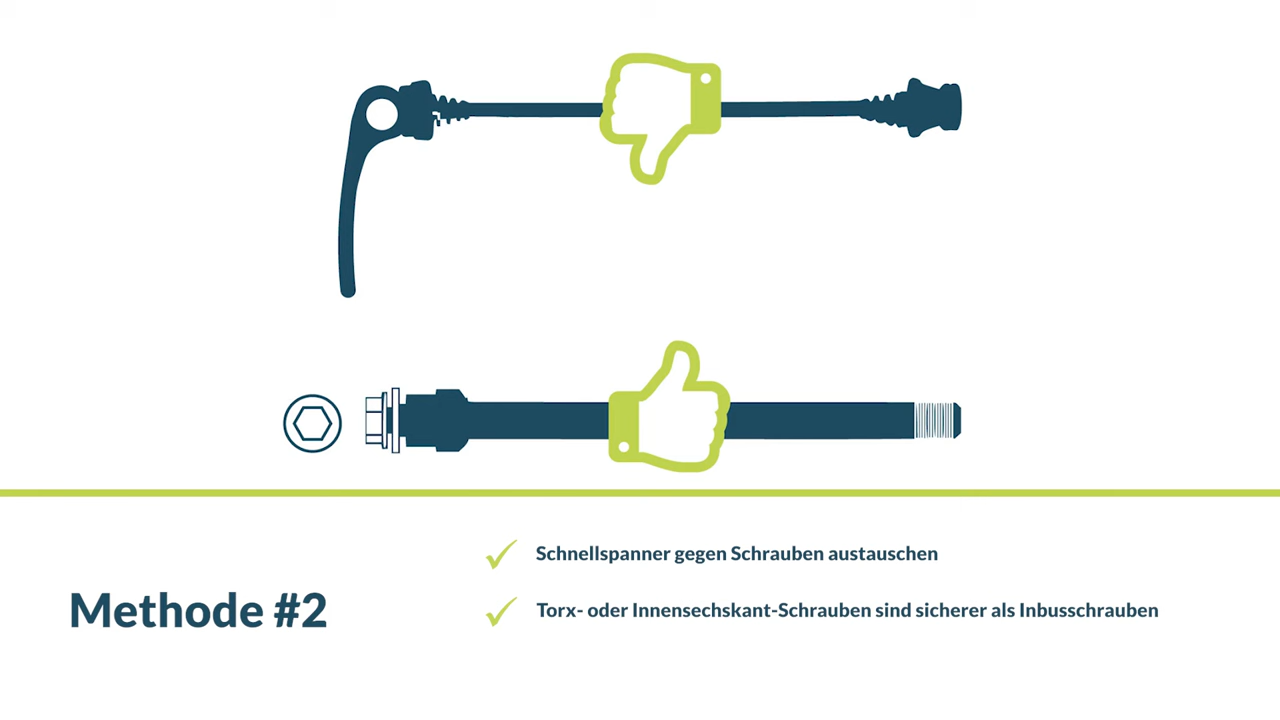 Schnellspanner gegen Schrauben austauschen
Methode #2
Torx- oder Innensechskant-Schrauben sind sicherer als Inbusschrauben